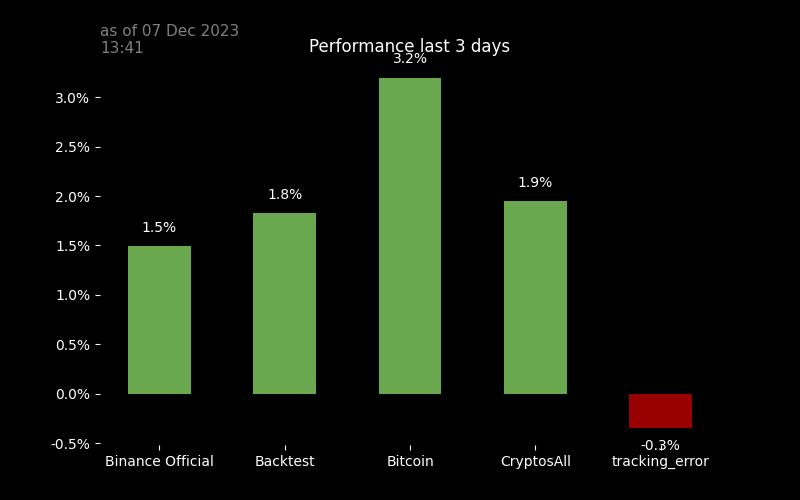 as of 07 Dec 2023
13:41
Performance last 3 days
3.2%
3.0%
2.5%
2.0%
1.5%
1.0%
0.5%
0.0%
-0.5%
1.5%
1.8%
1.9%
-0.3%
Binance Official
Backtest
Bitcoin
CryptosAll
tracking_error